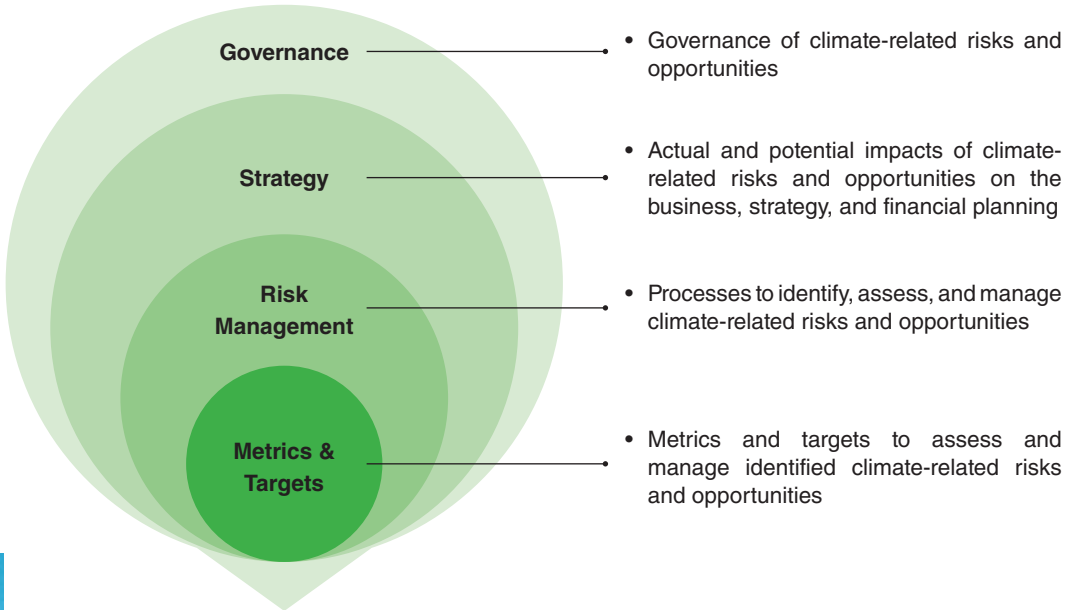 Governance
• Governance of climate-related risks and
opportunities
Strategy
• Actual and potential impacts of climate-
related risks and opportunities on the
business, strategy, and financial planning
Risk
Management
• Processes to identify, assess, and manage
climate-related risks and opportunities
Metrics &
Targets
• Metrics and targets to assess and
manage identified climate-related risks
and opportunities